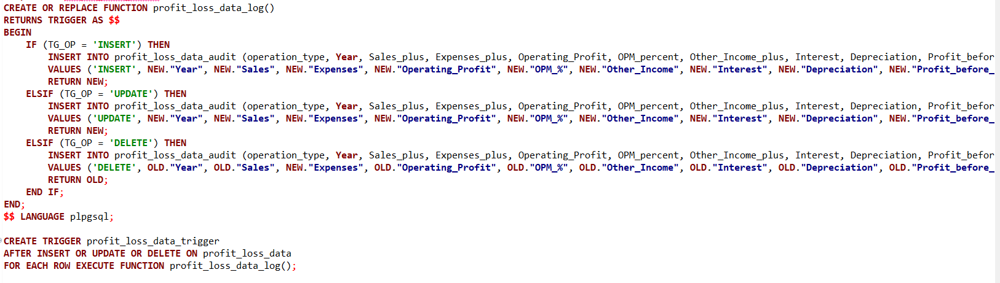 CREATE OR REPLACE FUNCTION profit_loss_data_log()
RETURNS TRIGGER AS $$
BEGIN
    IF (TG_OP = 'INSERT') THEN
        INSERT INTO profit_loss_data_audit (operation_type, Year, Sales_plus, Expenses_plus, Operating_Profit, OPM_percent, Other_Income_plus, Interest, Depreciation, Profit_befor
        VALUES ('INSERT', NEW."Year", NEW."Sales", NEW."Expenses", NEW."Operating_Profit", NEW."OPM_%", NEW."Other_Income", NEW."Interest", NEW."Depreciation", NEW."Profit_before_
        RETURN NEW;
    ELSIF (TG_OP = 'UPDATE') THEN
        INSERT INTO profit_loss_data_audit (operation_type, Year, Sales_plus, Expenses_plus, Operating_Profit, OPM_percent, Other_Income_plus, Interest, Depreciation, Profit_befor
        VALUES ('UPDATE', NEW."Year", NEW."Sales", NEW."Expenses", NEW."Operating_Profit", NEW."OPM_%", NEW."Other_Income", NEW."Interest", NEW."Depreciation", NEW."Profit_before_
        RETURN NEW;
    ELSIF (TG_OP = 'DELETE') THEN
        INSERT INTO profit_loss_data_audit (operation_type, Year, Sales_plus, Expenses_plus, Operating_Profit, OPM_percent, Other_Income_plus, Interest, Depreciation, Profit_befor
        VALUES ('DELETE', OLD."Year", OLD."Sales", NEW."Expenses", OLD."Operating_Profit", OLD."OPM_%", OLD."Other_Income", OLD."Interest", OLD."Depreciation", OLD."Profit_before_
        RETURN OLD;
    END IF;
END;
$$ LANGUAGE plpgsql;

CREATE TRIGGER profit_loss_data_trigger
AFTER INSERT OR UPDATE OR DELETE ON profit_loss_data
FOR EACH ROW EXECUTE FUNCTION profit_loss_data_log();